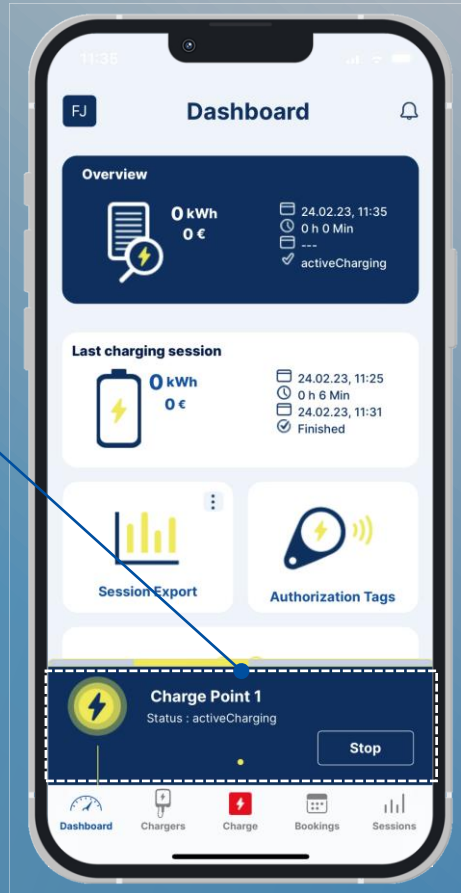 11:35
FJ
Dashboard
Overview
0 kWh
0 €
24.02.23, 11:35
0 h 0 Min
---
activeCharging
Last charging session
0 kWh
0 €
24.02.23, 11:25
0 h 6 Min
24.02.23, 11:31
Finished
Session Export
Authorization Tags
Charge Point 1
Status : activeCharging
Stop
Dashboard
Chargers
Charge
Bookings
Sessions